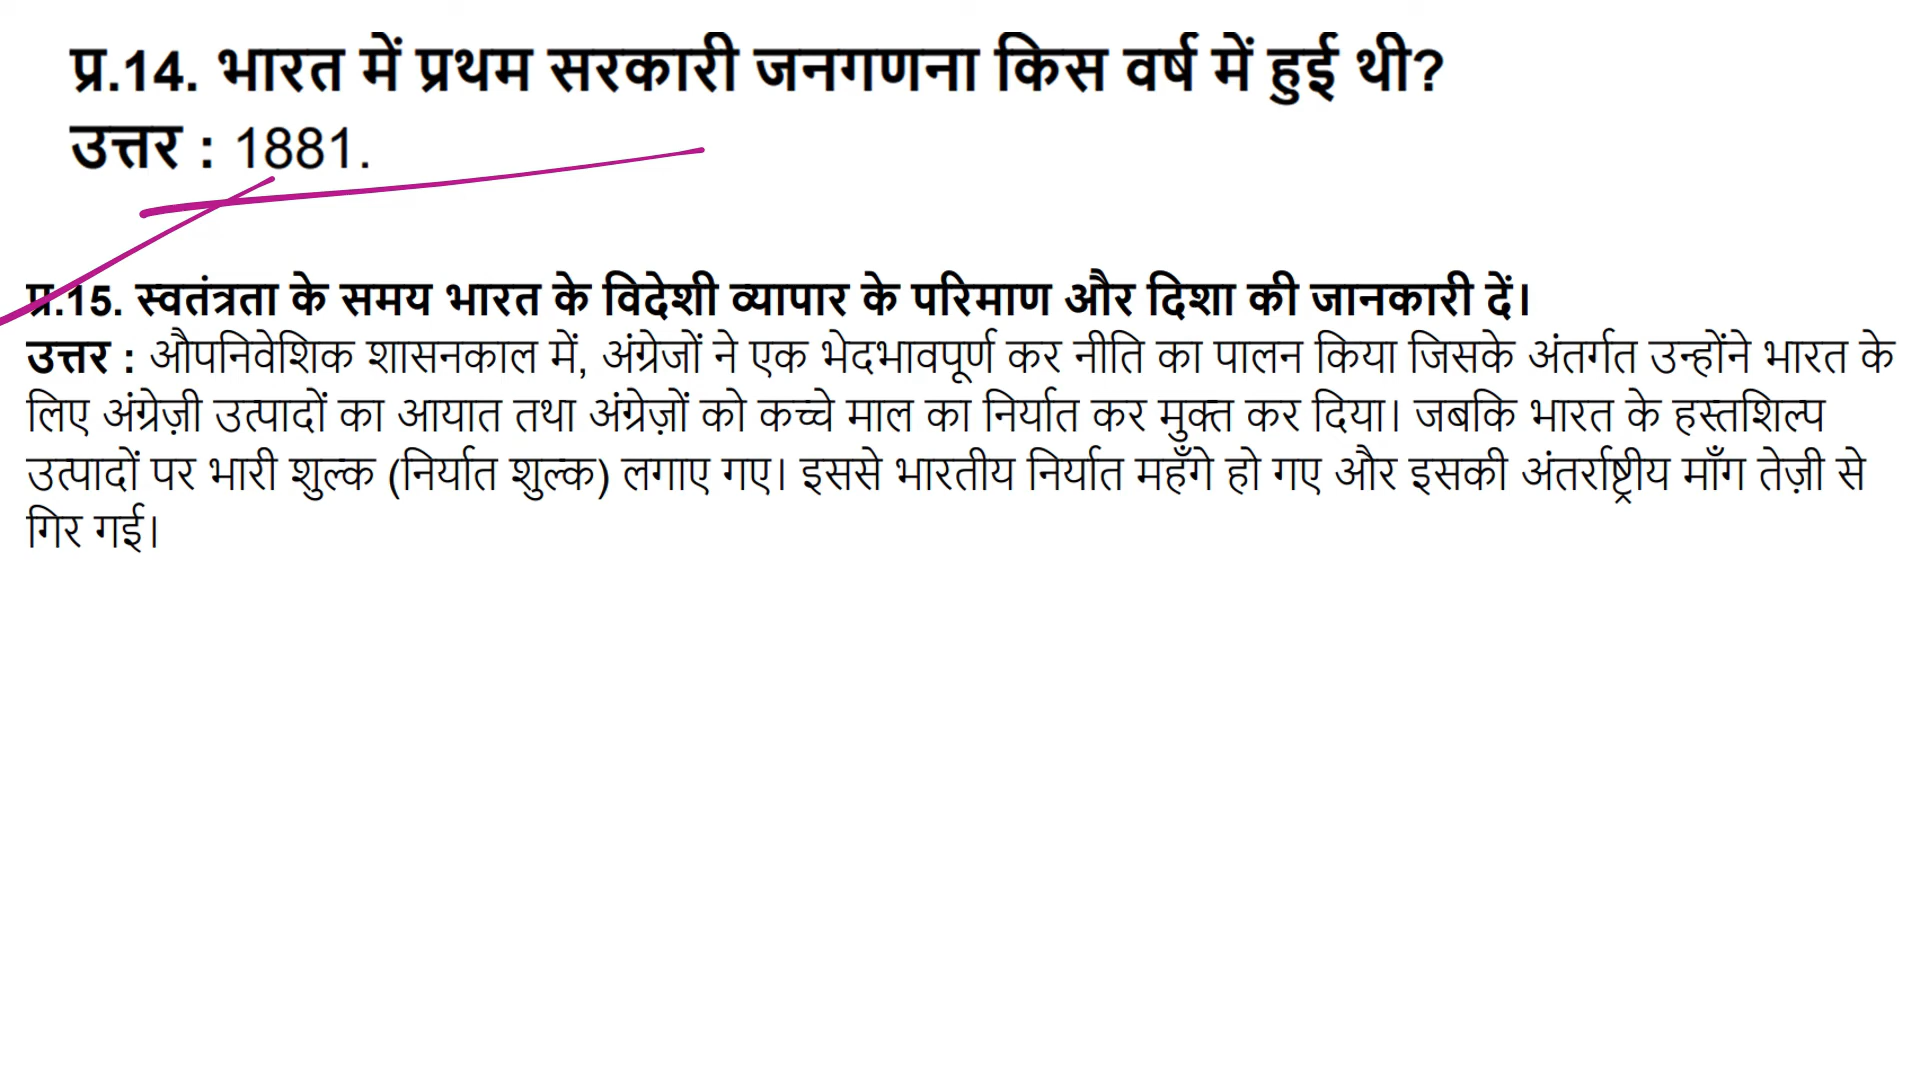 प्र.14. भारत में प्रथम सरकारी जनगणना किस वर्ष में हुई थी?
उत्तर : 1881.
प्र.15. स्वतंत्रता के समय भारत के विदेशी व्यापार के परिमाण और दिशा की जानकारी दें।
उत्तर : औपनिवेशिक शासनकाल में, अंग्रेजों ने एक भेदभावपूर्ण कर नीति का पालन किया जिसके अंतर्गत उन्होंने भारत के
लिए अंग्रेज़ी उत्पादों का आयात तथा अंग्रेज़ों को कच्चे माल का निर्यात कर मुक्त कर दिया। जबकि भारत के हस्तशिल्प
उत्पादों पर भारी शुल्क (निर्यात शुल्क) लगाए गए। इससे भारतीय निर्यात महँगे हो गए और इसकी अंतर्राष्ट्रीय माँग तेज़ी से
गिर गई।